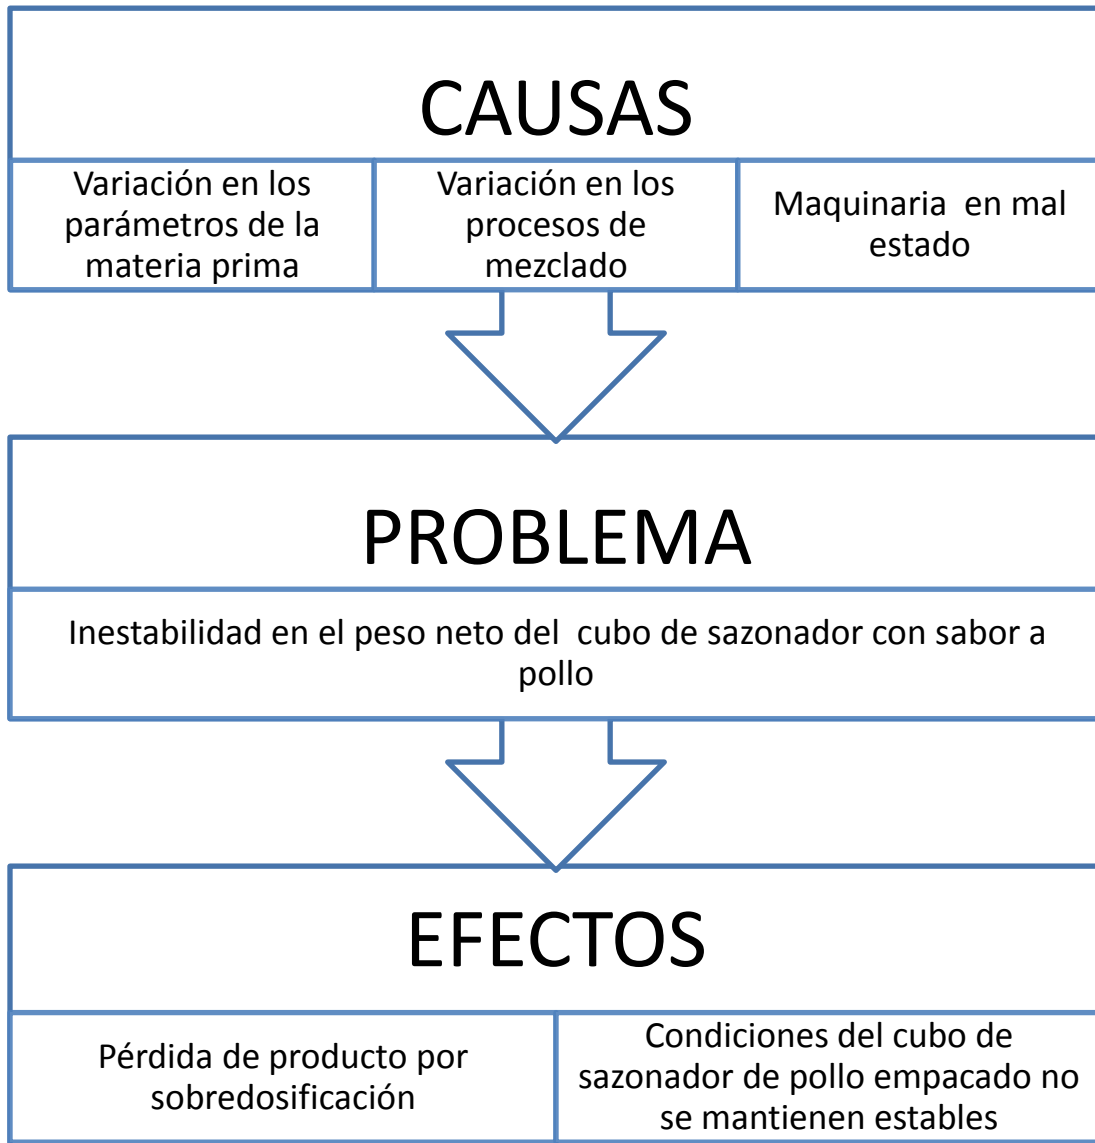 CAUSAS
Variación en los
parámetros de la
materia prima
Variación en los
procesos de
mezclado
Maquinaria en mal
estado
PROBLEMA
Inestabilidad en el peso neto del cubo de sazonador con sabor a
pollo
EFECTOS
Pérdida de producto por
sobredosificación
Condiciones del cubo de
sazonador de pollo empacado no
se mantienen estables